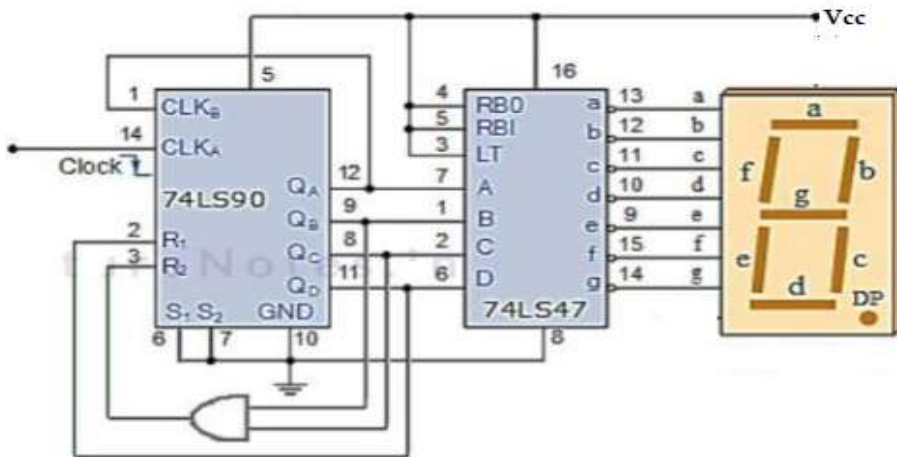 Vcc
5
16
1
CLKB
4
RB0
a
13
a
a
5
RBI
b
12
b
14
CLKA
3
LT
c
11
c
f
b
Clock
12
7
74LS90
QA
A
d
10
d
g
9
1
QB
B
e
9
e
2
R1
8
2
e
c
QC
C
f
15
f
3
R2
11
6
QD
D
g
14
g
d
DP
S1 S2 GND
74LS47
6
7
10
8